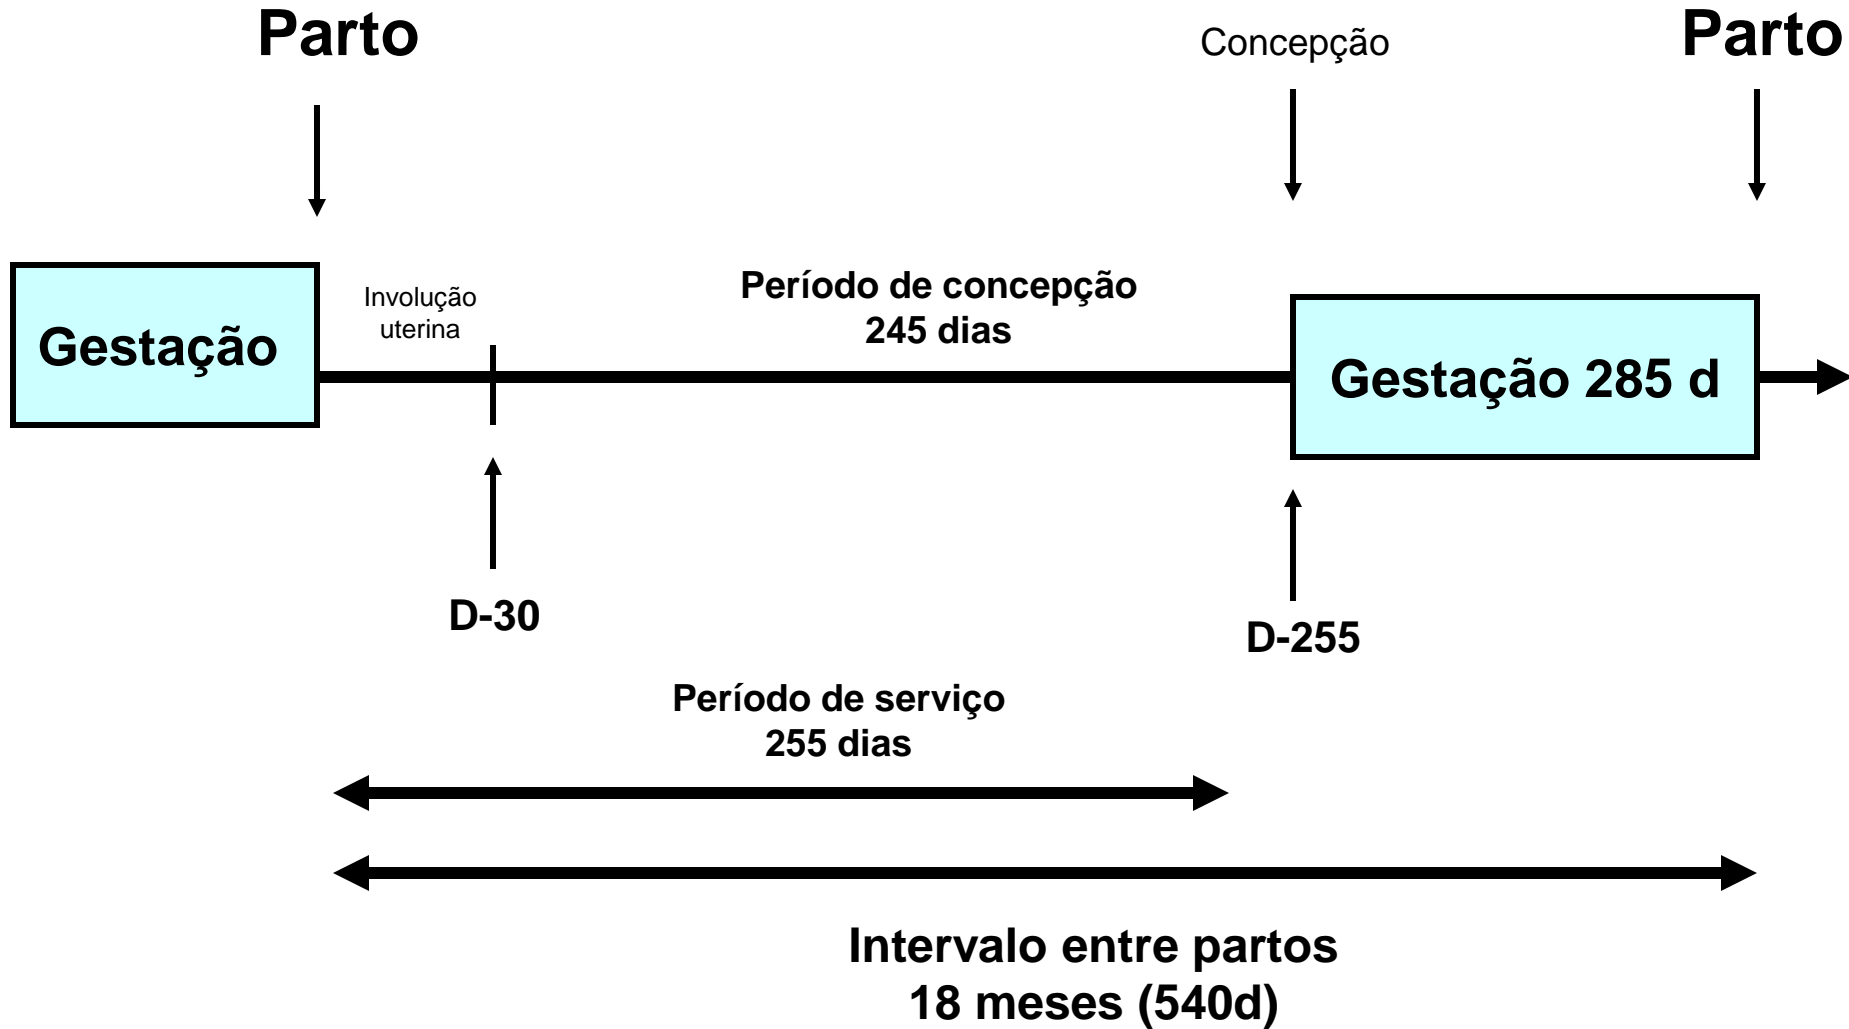 Parto
Concepção
Parto
Involução
uterina
Período de concepção
245 dias
Gestação
Gestação 285 d
D-30
D-255
Período de serviço
255 dias
Intervalo entre partos
18 meses (540d)